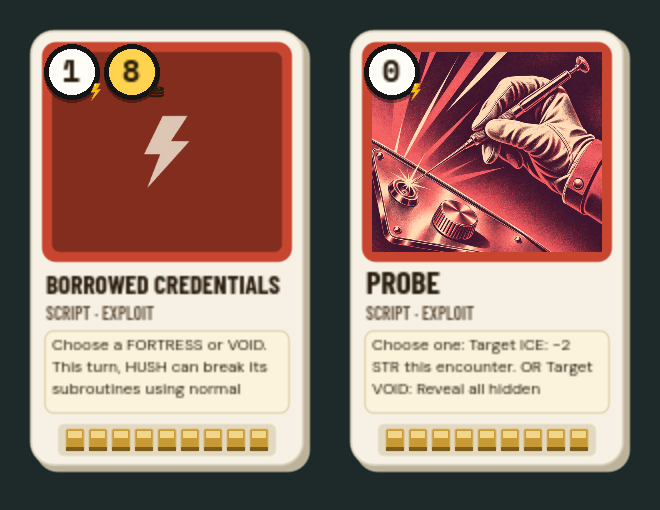 1 8
BORROWED CREDENTIALS
SCRIPT - EXPLOIT
Choose a FORTRESS or VOID.
This turn, HUSH can break its
subroutines using normal
0
PROBE
SCRIPT - EXPLOIT
Choose one: Target ICE: -2
STR this encounter. OR Target
VOID: Reveal all hidden